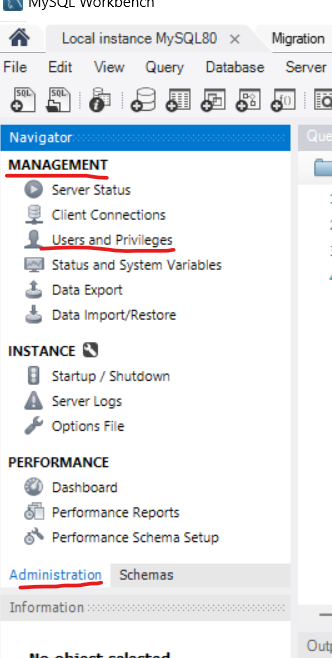 MySQL Workbench
Local instance MySQL80 ×
Migration
File Edit View Query Database Server
SQL SQL
Navigator
Que
MANAGEMENT
Server Status
Client Connections
Users and Privileges
Status and System Variables
Data Export
Data Import/Restore
INSTANCE
Startup / Shutdown
Server Logs
Options File
PERFORMANCE
Dashboard
Performance Reports
Performance Schema Setup
Administration Schemas
Information
No object selected
Outp